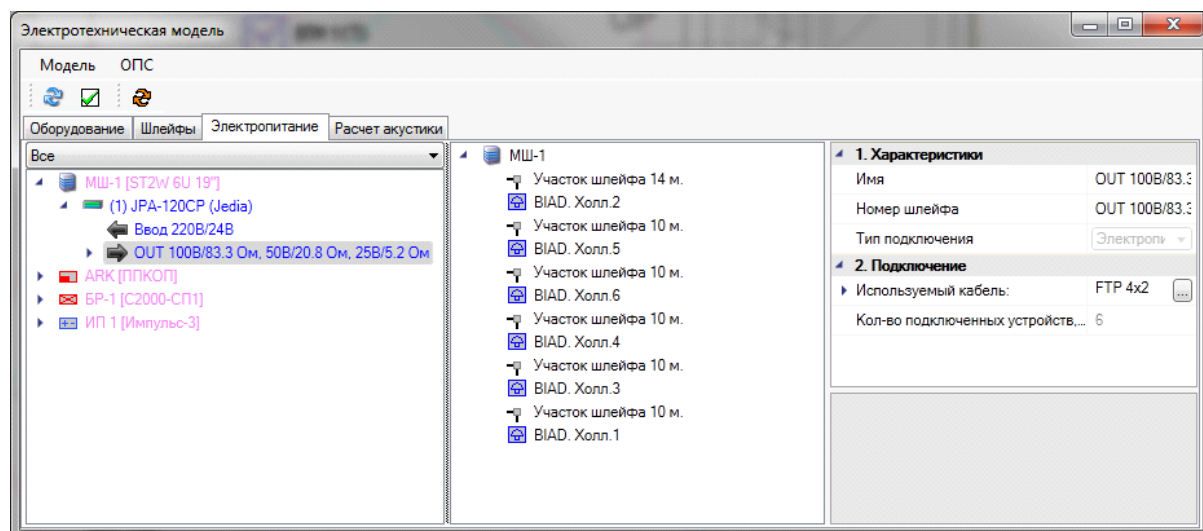 Электротехническая модель
Модель ОПС
Оборудование Шлейфы Электропитание Расчет акустики
Все
МШ-1 [ST2W 6U 19"]
(1) JPA-120CP (Jedia)
Ввод 220В/24В
OUT 100В/83.3 Ом, 50В/20.8 Ом, 25В/5.2 Ом
ARK [ППКОП]
БР-1 [С2000-СП1]
ИП 1 [Импульс-3]
МШ-1
Участок шлейфа 14 м.
BIAD. Холл.2
Участок шлейфа 10 м.
BIAD. Холл.5
Участок шлейфа 10 м.
BIAD. Холл.6
Участок шлейфа 10 м.
BIAD. Холл.4
Участок шлейфа 10 м.
BIAD. Холл.3
Участок шлейфа 10 м.
BIAD. Холл.1
1. Характеристики
Имя OUT 100В/83.3
Номер шлейфа OUT 100В/83.3
Тип подключения Электропи
2. Подключение
Используемый кабель: FTP 4x2 ...
Кол-во подключенных устройств,... 6